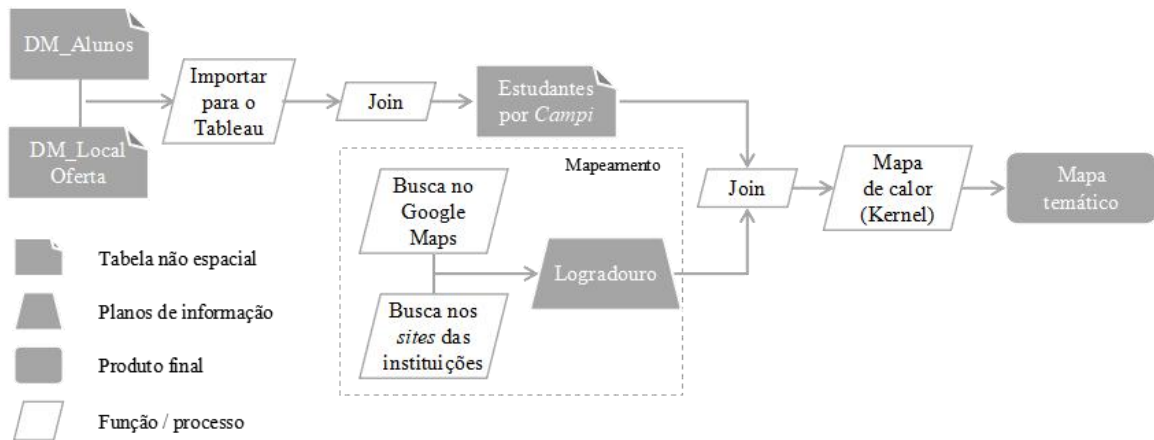 DM_Alunos
DM_Local
Oferta
Importar
para o
Tableau
Join
Estudantes
por Campi
Mapeamento
Busca no
Google
Maps
Busca nos
sites das
instituições
Logradouro
Join
Mapa
de calor
(Kernel)
Mapa
temático
Tabela não espacial
Planos de informação
Produto final
Função / processo